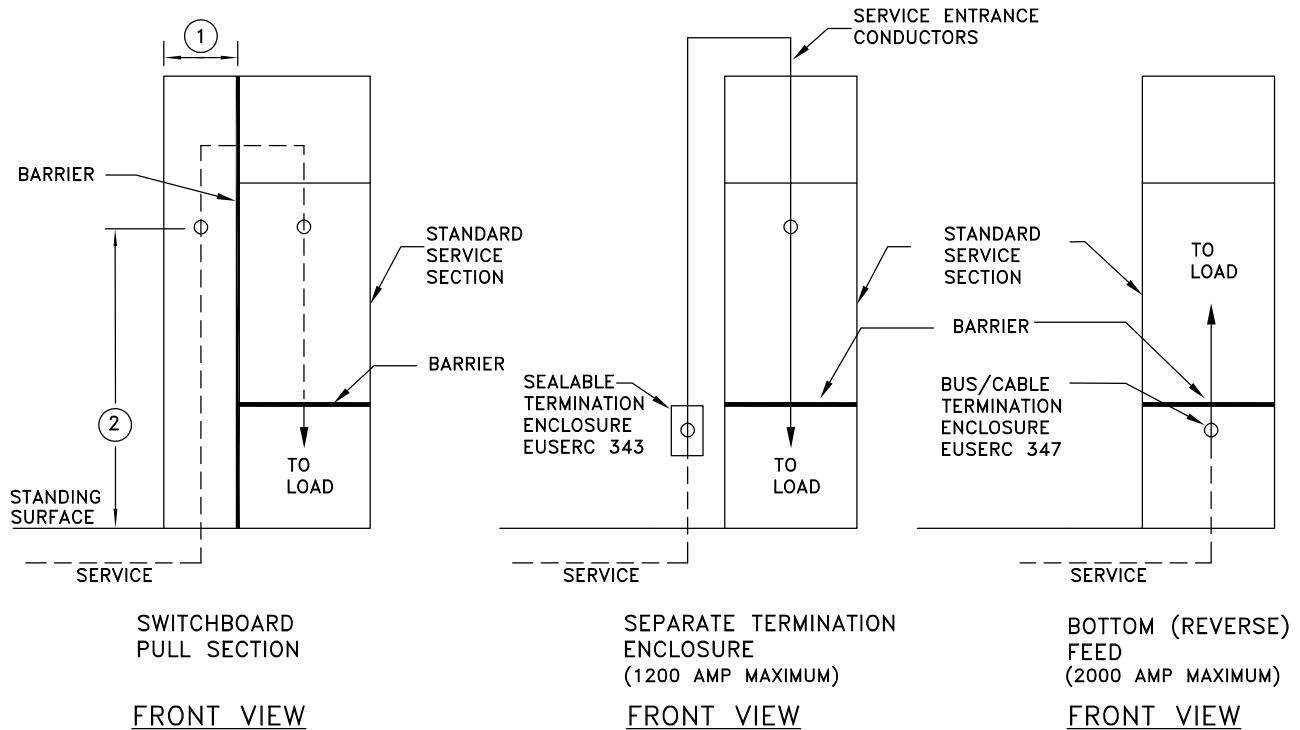 1
BARRIER
2
STANDING
SURFACE
SERVICE
STANDARD
SERVICE
SECTION
BARRIER
TO
LOAD
SWITCHBOARD
PULL SECTION
FRONT VIEW
SERVICE ENTRANCE
CONDUCTORS
SEALABLE
TERMINATION
ENCLOSURE
EUSERC 343
TO
LOAD
SERVICE
SEPARATE TERMINATION
ENCLOSURE
(1200 AMP MAXIMUM)
FRONT VIEW
STANDARD
SERVICE
SECTION
BARRIER
BUS/CABLE
TERMINATION
ENCLOSURE
EUSERC 347
TO
LOAD
SERVICE
BOTTOM (REVERSE)
FEED
(2000 AMP MAXIMUM)
FRONT VIEW